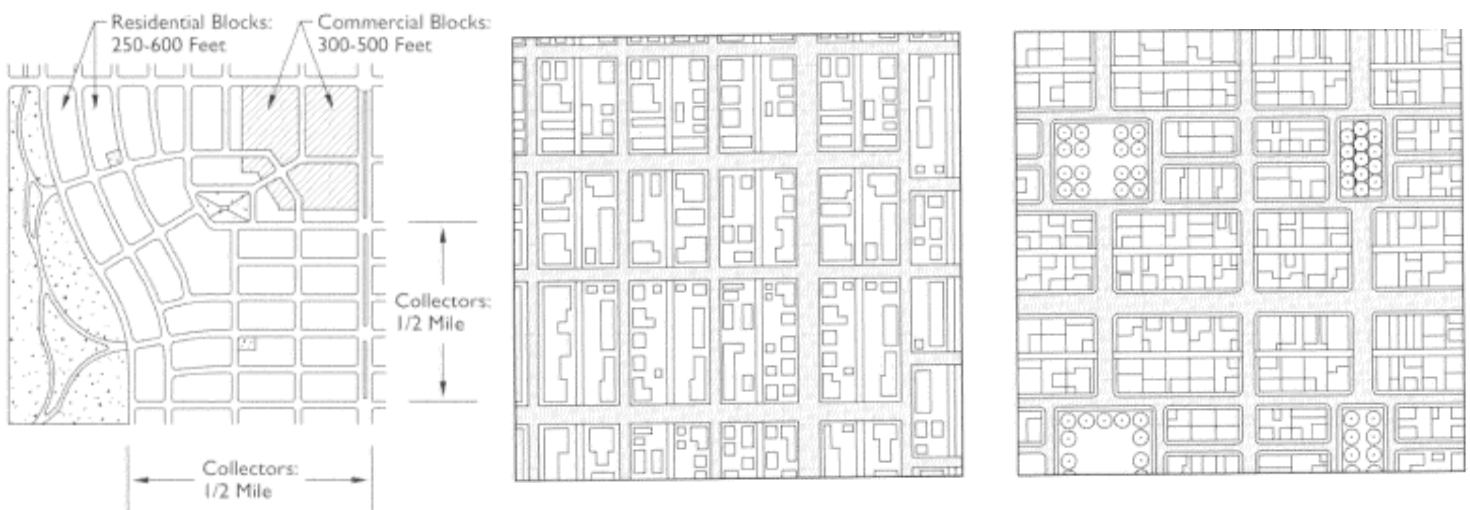 Residential Blocks:
250-600 Feet
Commercial Blocks:
300-500 Feet
Collectors:
1/2 Mile
Collectors:
1/2 Mile